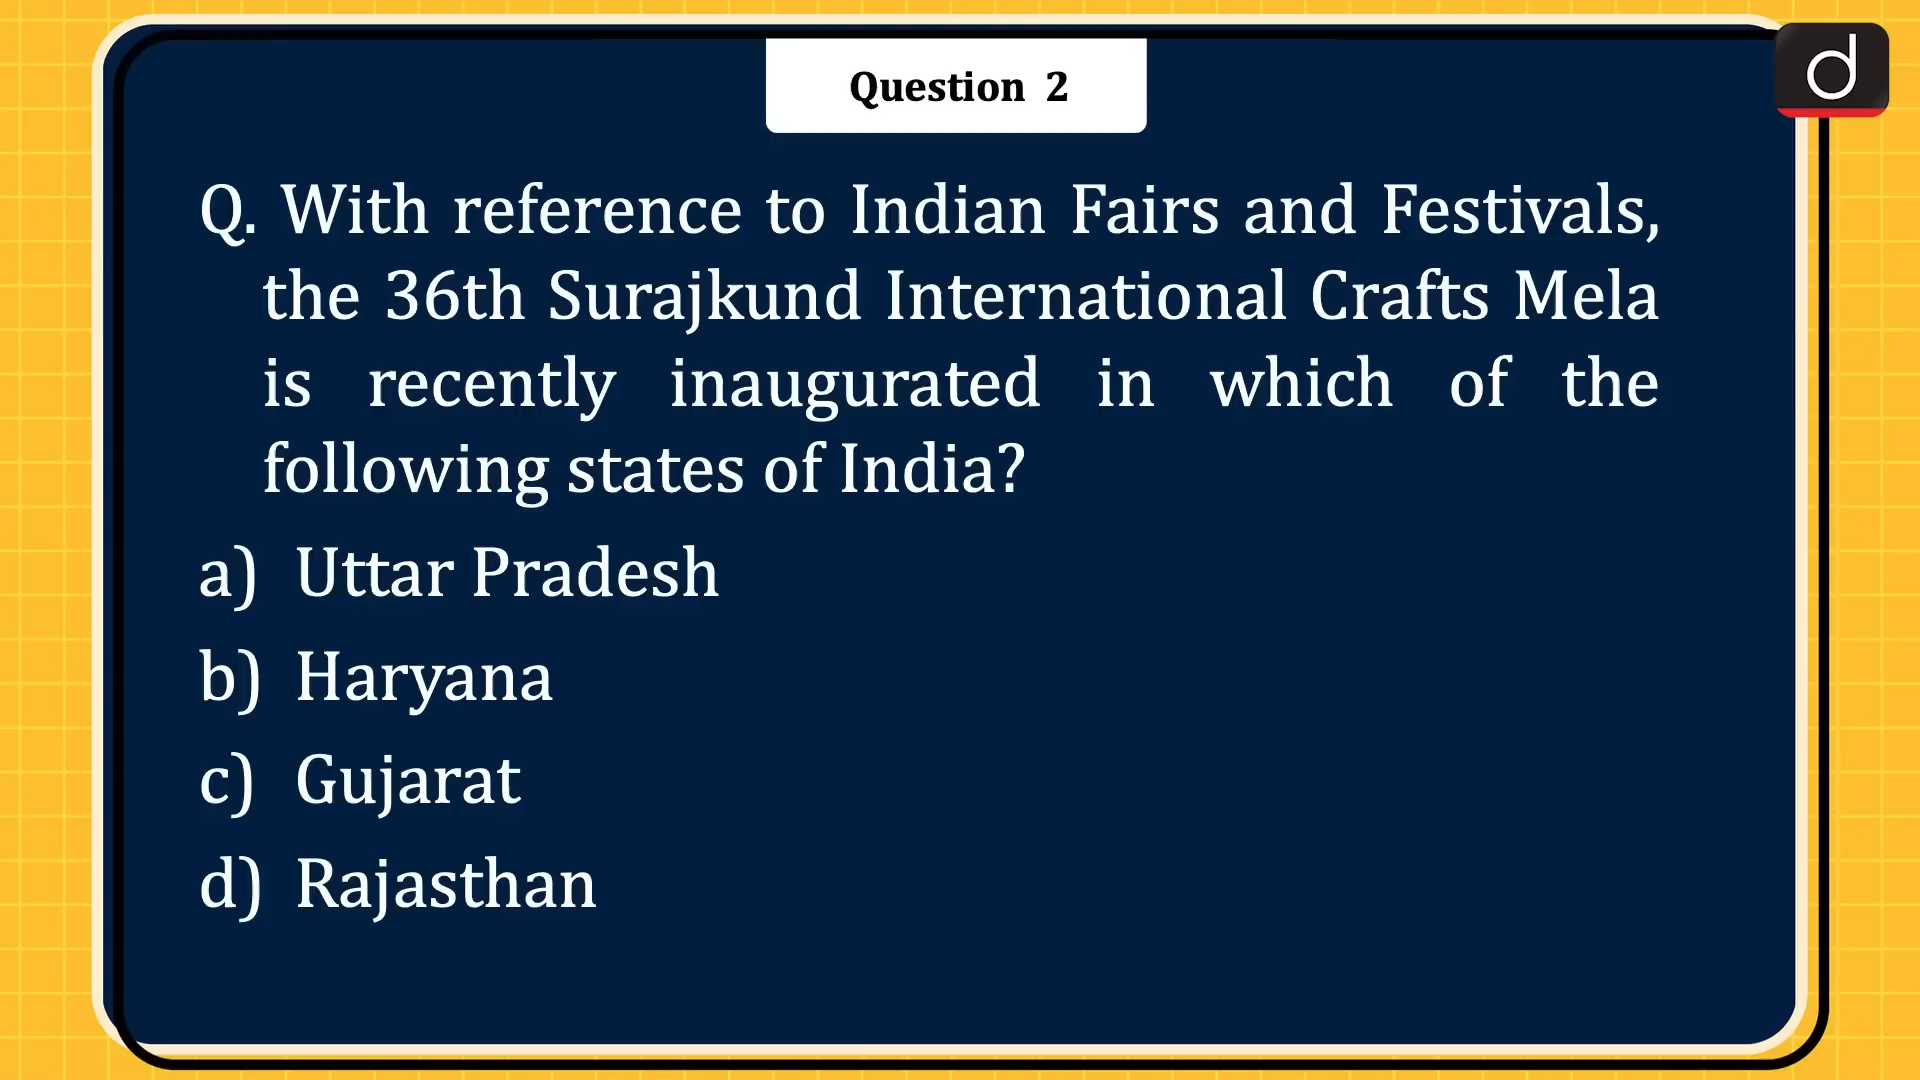 Question 2
d
Q. With reference to Indian Fairs and Festivals,
the 36th Surajkund International Crafts Mela
is recently inaugurated in which of the
following states of India?
a) Uttar Pradesh
b) Haryana
c) Gujarat
d) Rajasthan